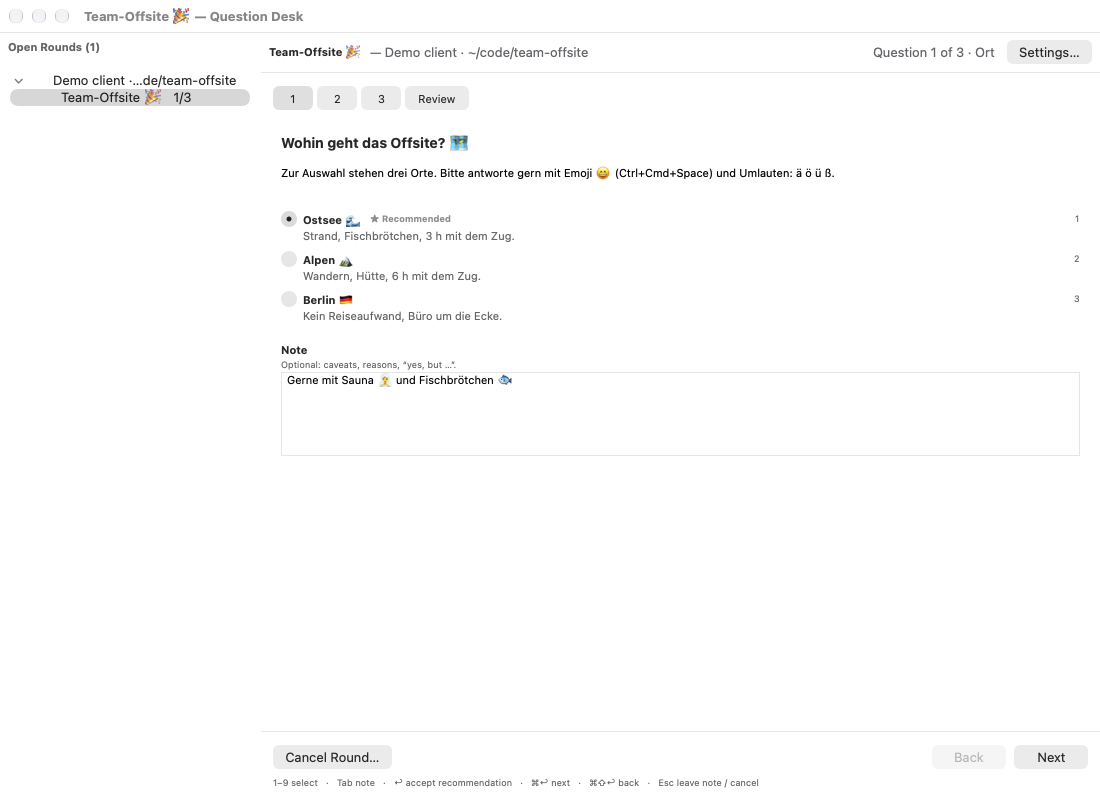 Team-Offsite 🎉 — Question Desk
Open Rounds (1)
Demo client ·...de/team-offsite
Team-Offsite 🎉 1/3
Team-Offsite 🎉 — Demo client · ~/code/team-offsite
Question 1 of 3 · Ort
Settings...
1 2 3 Review
Wohin geht das Offsite? 🗺️
Zur Auswahl stehen drei Orte. Bitte antworte gern mit Emoji 😀 (Ctrl+Cmd+Space) und Umlauten: ä ö ü ß.
Ostsee 🌊 ★ Recommended 1
Strand, Fischbrötchen, 3 h mit dem Zug.
Alpen ⛰️ 2
Wandern, Hütte, 6 h mit dem Zug.
Berlin 🇩🇪 3
Kein Reiseaufwand, Büro um die Ecke.
Note
Optional: caveats, reasons, “yes, but …”.
Gerne mit Sauna 🧖 und Fischbrötchen 🐟
Cancel Round...
Back
Next
1–9 select · Tab note · ↩ accept recommendation · ⌘↩ next · ⌘⇧↩ back · Esc leave note / cancel